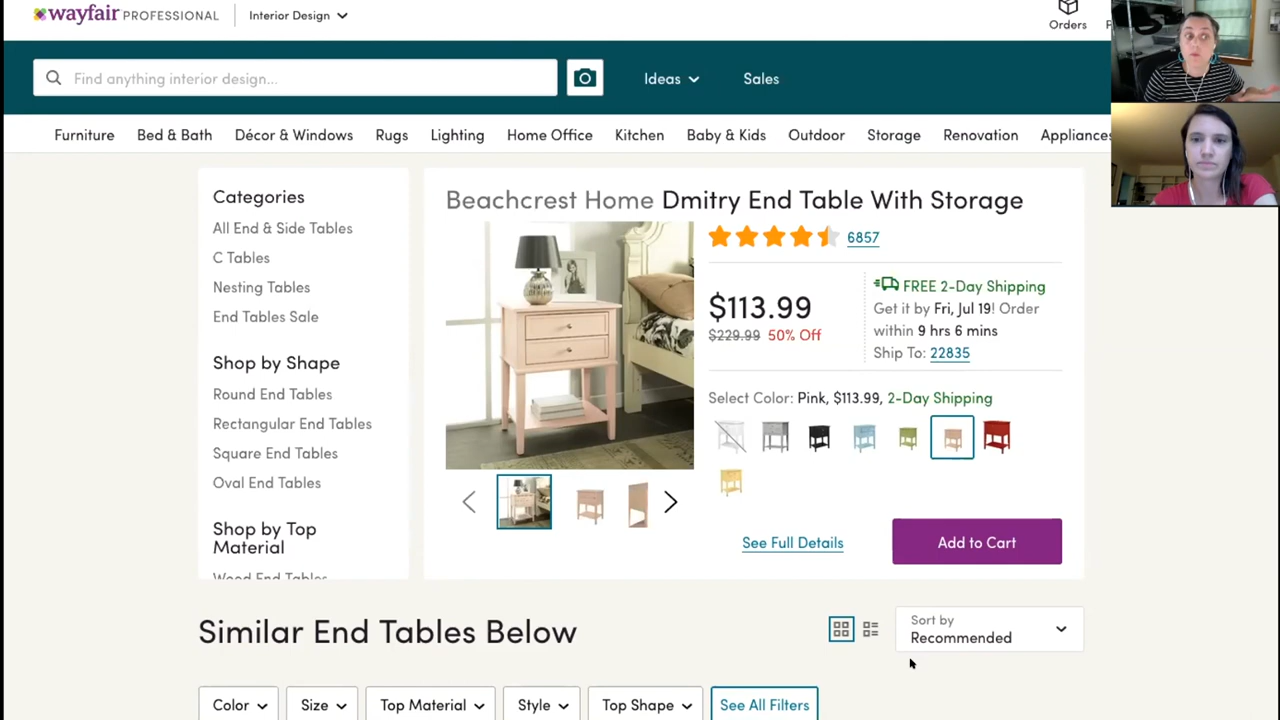 wayfair PROFESSIONAL
Interior Design
Orders
Find anything interior design...
Ideas
Sales
Furniture
Bed & Bath
Décor & Windows
Rugs
Lighting
Home Office
Kitchen
Baby & Kids
Outdoor
Storage
Renovation
Appliances
Categories
All End & Side Tables
C Tables
Nesting Tables
End Tables Sale
Shop by Shape
Round End Tables
Rectangular End Tables
Square End Tables
Oval End Tables
Shop by Top
Material
Wood End Tables
Beachcrest Home Dmitry End Table With Storage
6857
$113.99
$229.99 50% Off
FREE 2-Day Shipping
Get it by Fri, Jul 19! Order
within 9 hrs 6 mins
Ship To: 22835
Select Color: Pink, $113.99, 2-Day Shipping
See Full Details
Add to Cart
Similar End Tables Below
Sort by
Recommended
Color
Size
Top Material
Style
Top Shape
See All Filters